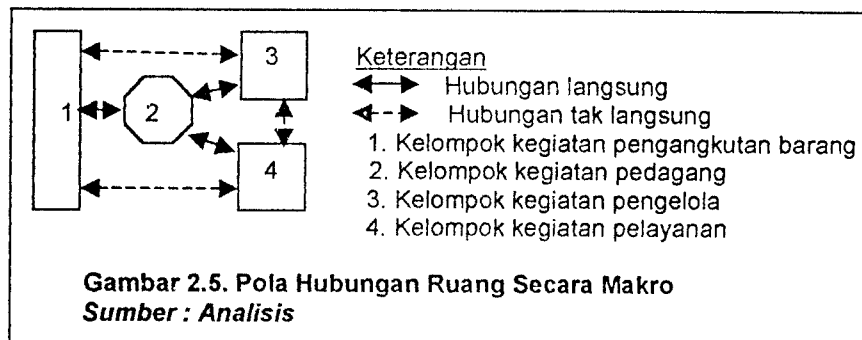 1
2
3
4
Keterangan
Hubungan langsung
Hubungan tak langsung
1. Kelompok kegiatan pengangkutan barang
2. Kelompok kegiatan pedagang
3. Kelompok kegiatan pengelola
4. Kelompok kegiatan pelayanan
Gambar 2.5. Pola Hubungan Ruang Secara Makro
Sumber : Analisis